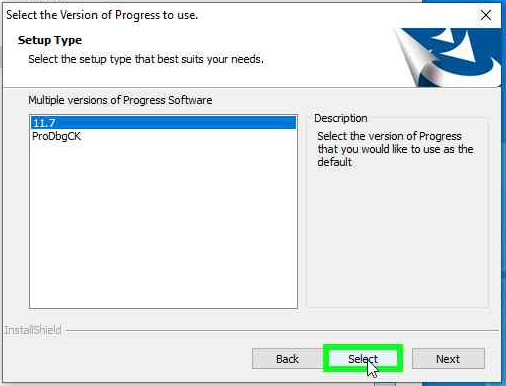 Select the Version of Progress to use.
Setup Type
Select the setup type that best suits your needs.
Multiple versions of Progress Software
11.7
ProDbgCK
Description
Select the version of Progress
that you would like to use as the
default
InstallShield
Back
Select
Next